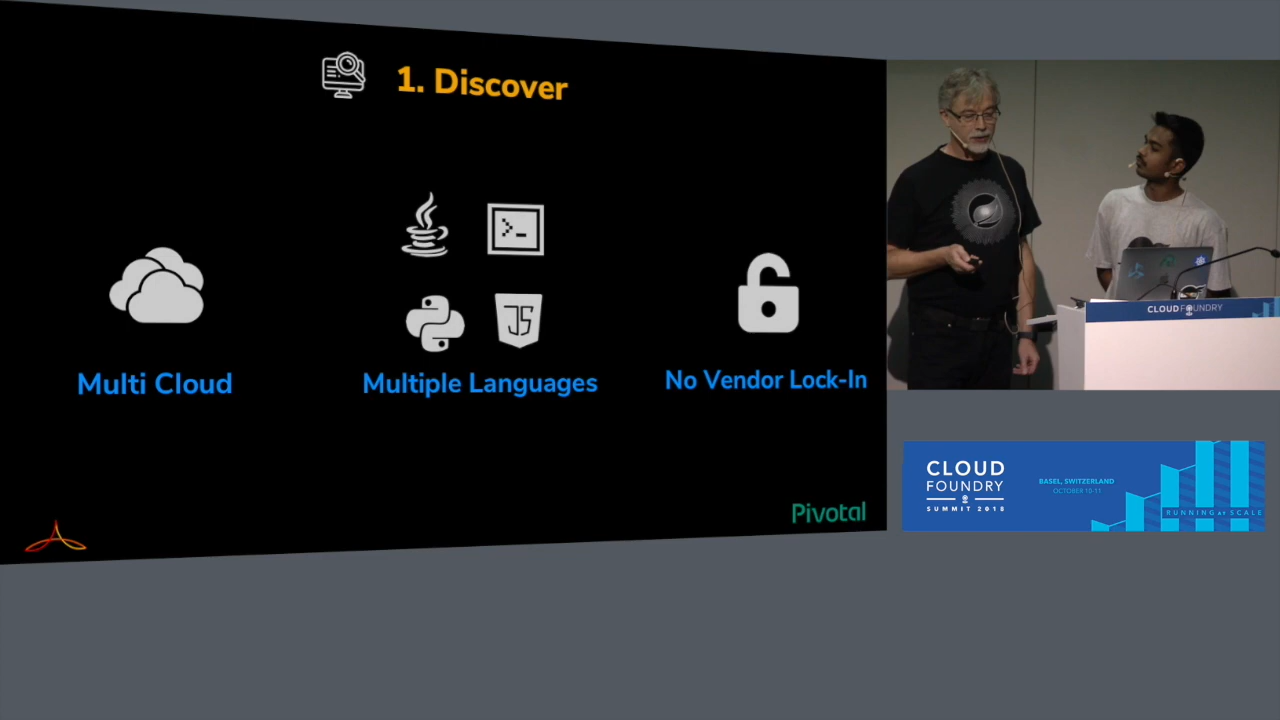 1. Discover
>_
JS
Multi Cloud
Multiple Languages
No Vendor Lock-In
Pivotal
CLOUD FOUNDRY
CLOUD
FOUNDRY
SUMMIT 2018
BASEL, SWITZERLAND
OCTOBER 10-11
RUNNING AT SCALE